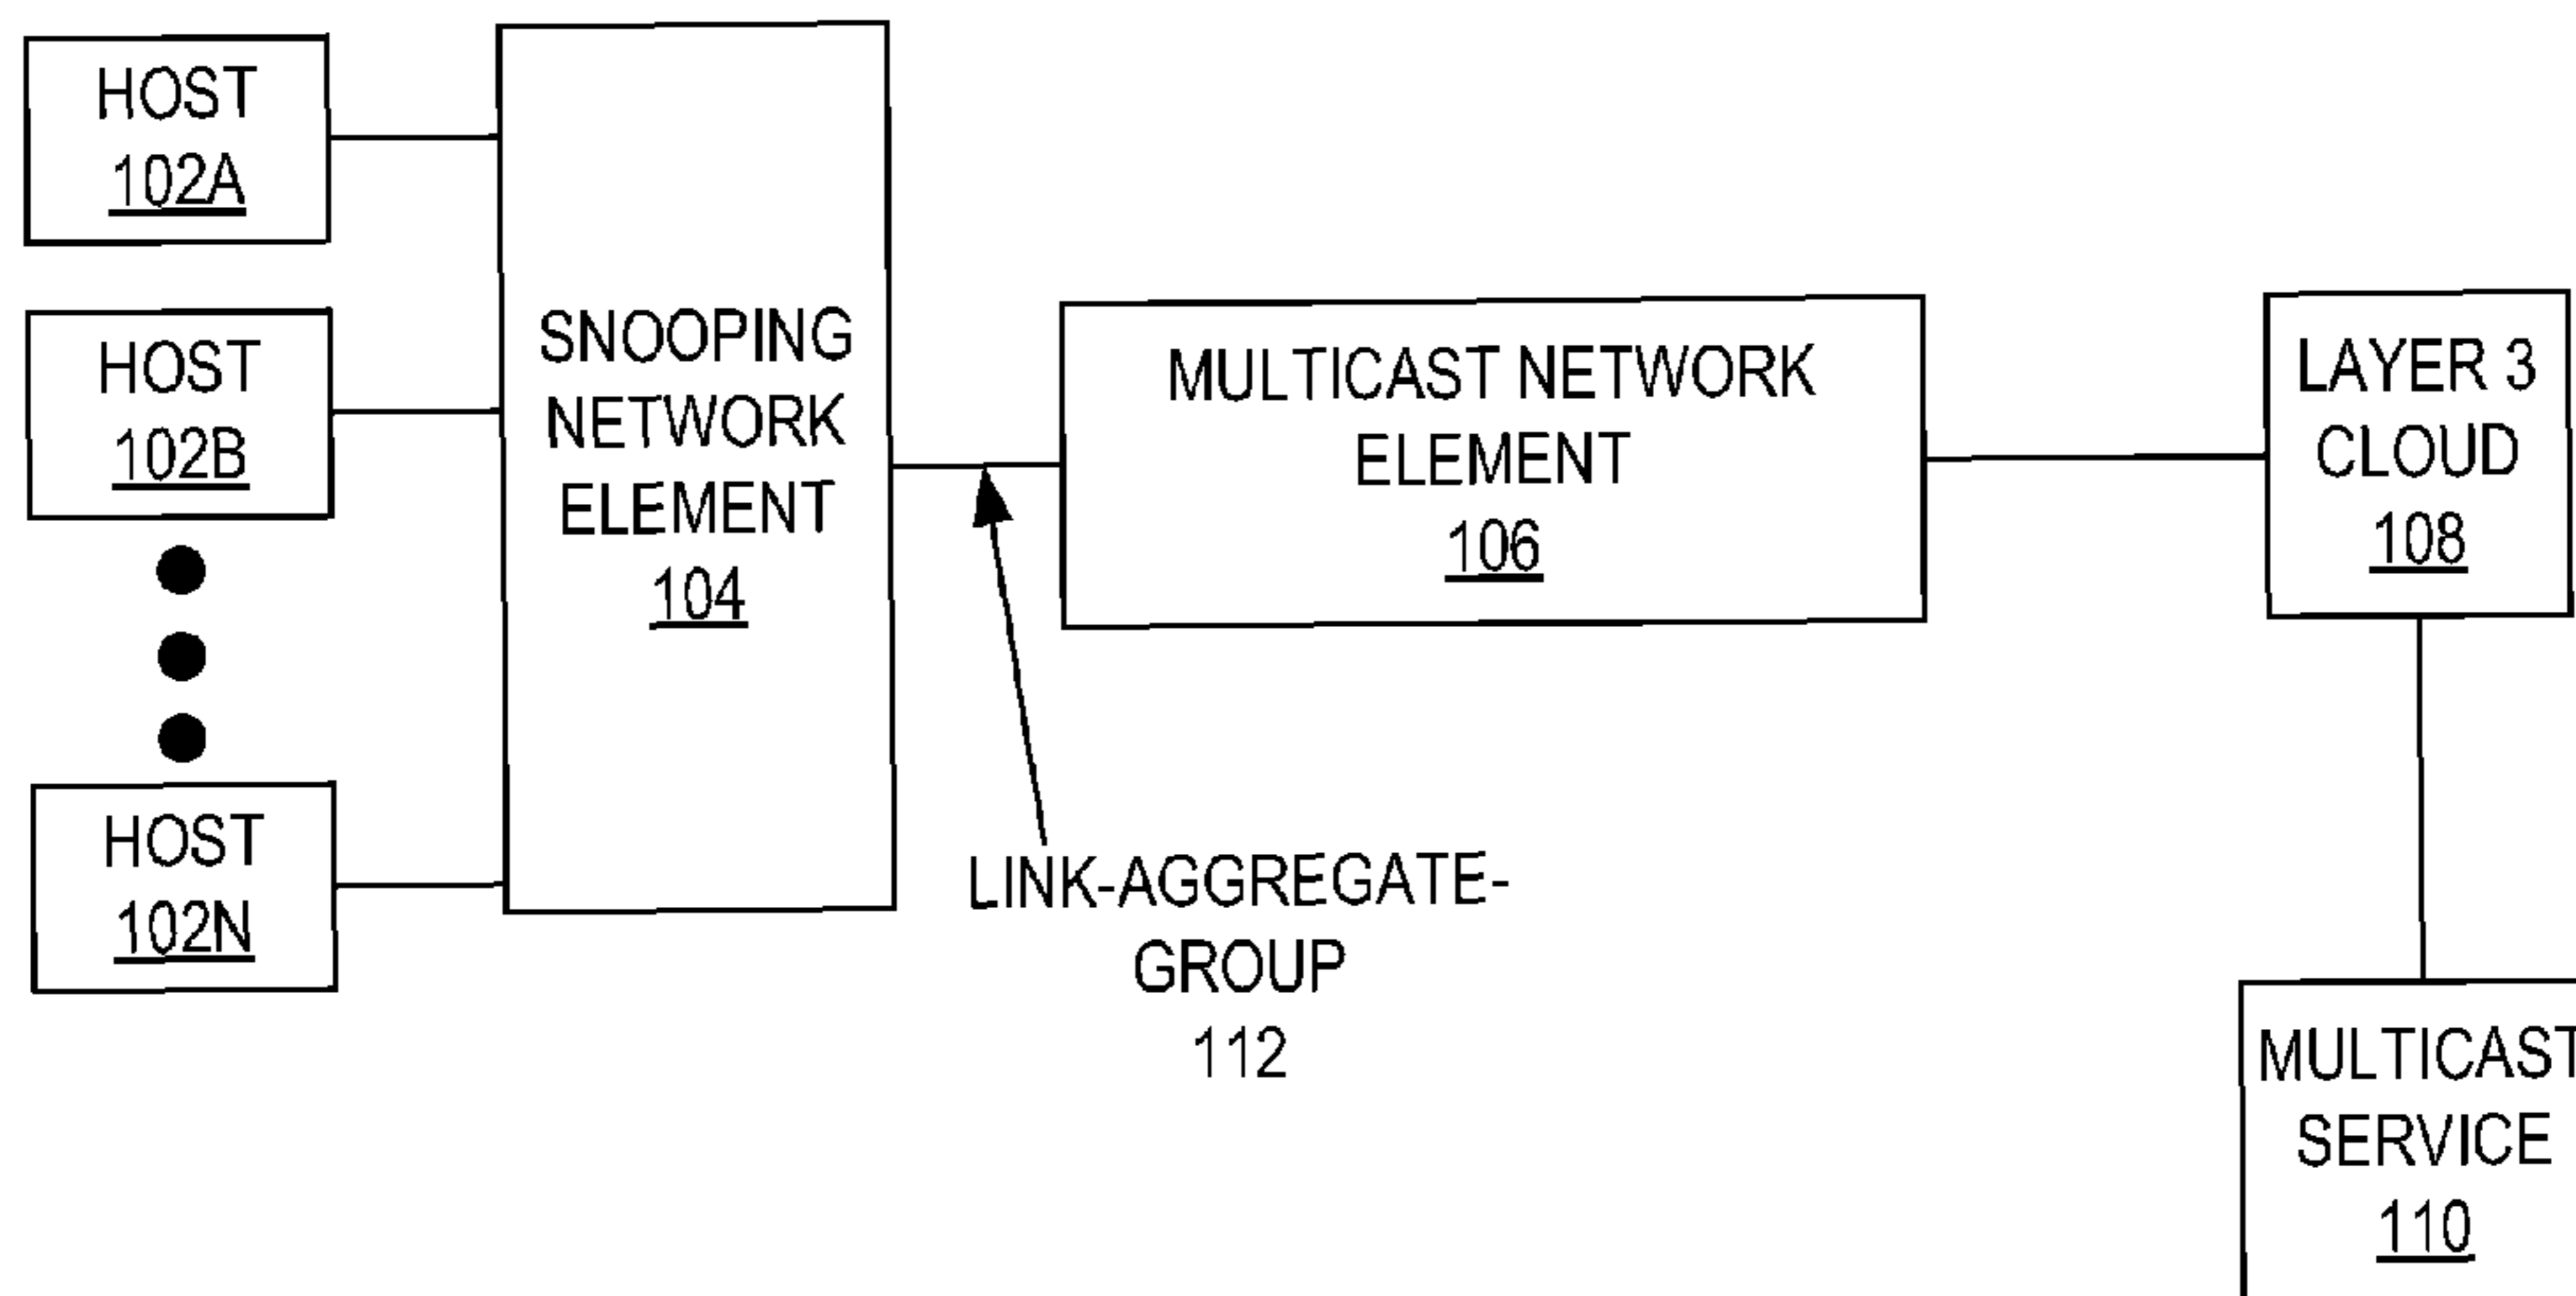 HOST
102A
HOST
102B
HOST
102N
SNOOPING
NETWORK
ELEMENT
104
MULTICAST NETWORK
ELEMENT
106
LINK-AGGREGATE-
GROUP
112
LAYER 3
CLOUD
108
MULTICAST
SERVICE
110